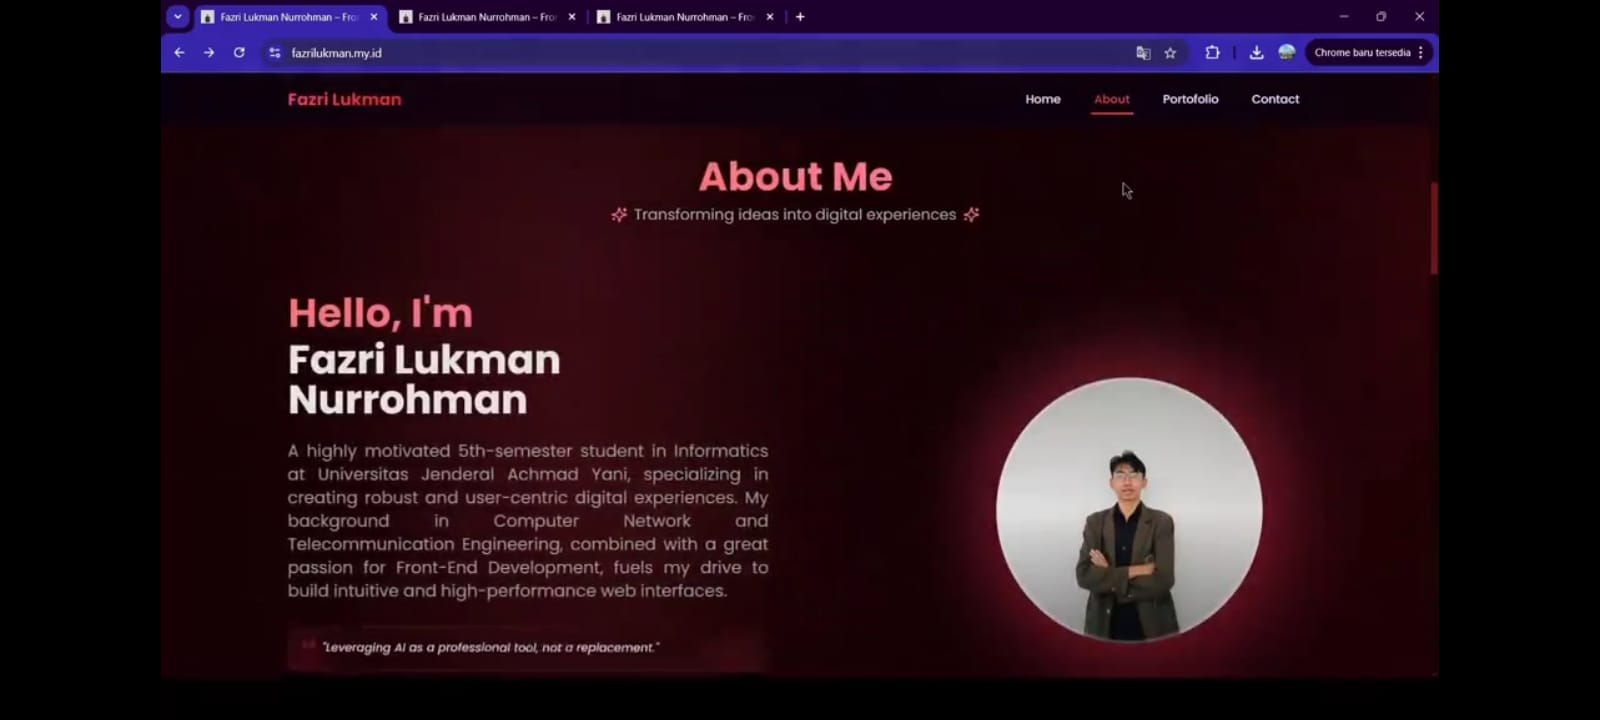 Fazri Lukman Nurrohman – Fro
Fazri Lukman Nurrohman – Fro
Fazri Lukman Nurrohman – Fro
fazrilukman.my.id
Chrome baru tersedia
Fazri Lukman
Home
About
Portofolio
Contact
About Me
Transforming ideas into digital experiences
Hello, I'm
Fazri Lukman
Nurrohman
A highly motivated 5th-semester student in Informatics
at Universitas Jenderal Achmad Yani, specializing in
creating robust and user-centric digital experiences. My
background in Computer Network and
Telecommunication Engineering, combined with a great
passion for Front-End Development, fuels my drive to
build intuitive and high-performance web interfaces.
"Leveraging AI as a professional tool, not a replacement."